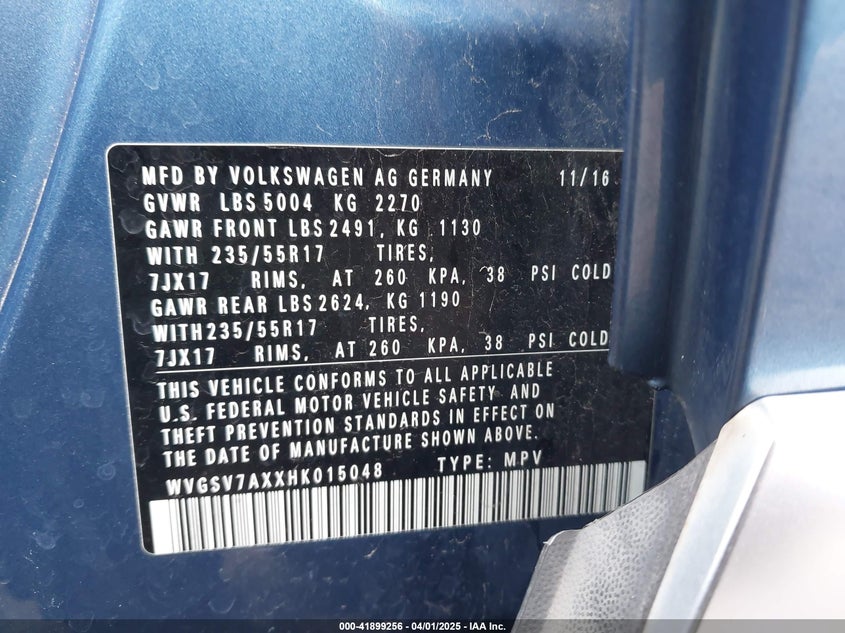 MFD BY VOLKSWAGEN AG GERMANY 11/16
GVWR LBS 5004 KG 2270
GAWR FRONT LBS 2491, KG 1130
WITH 235/55R17 TIRES,
7JX17 RIMS, AT 260 KPA, 38 PSI COLD
GAWR REAR LBS 2624, KG 1190
WITH 235/55R17 TIRES,
7JX17 RIMS, AT 260 KPA, 38 PSI COLD
THIS VEHICLE CONFORMS TO ALL APPLICABLE
U.S. FEDERAL MOTOR VEHICLE SAFETY AND
THEFT PREVENTION STANDARDS IN EFFECT ON
THE DATE OF MANUFACTURE SHOWN ABOVE.
WVGSV7AXXHK015048 TYPE: MPV
000-41899256 - 04/01/2025 - IAA Inc.